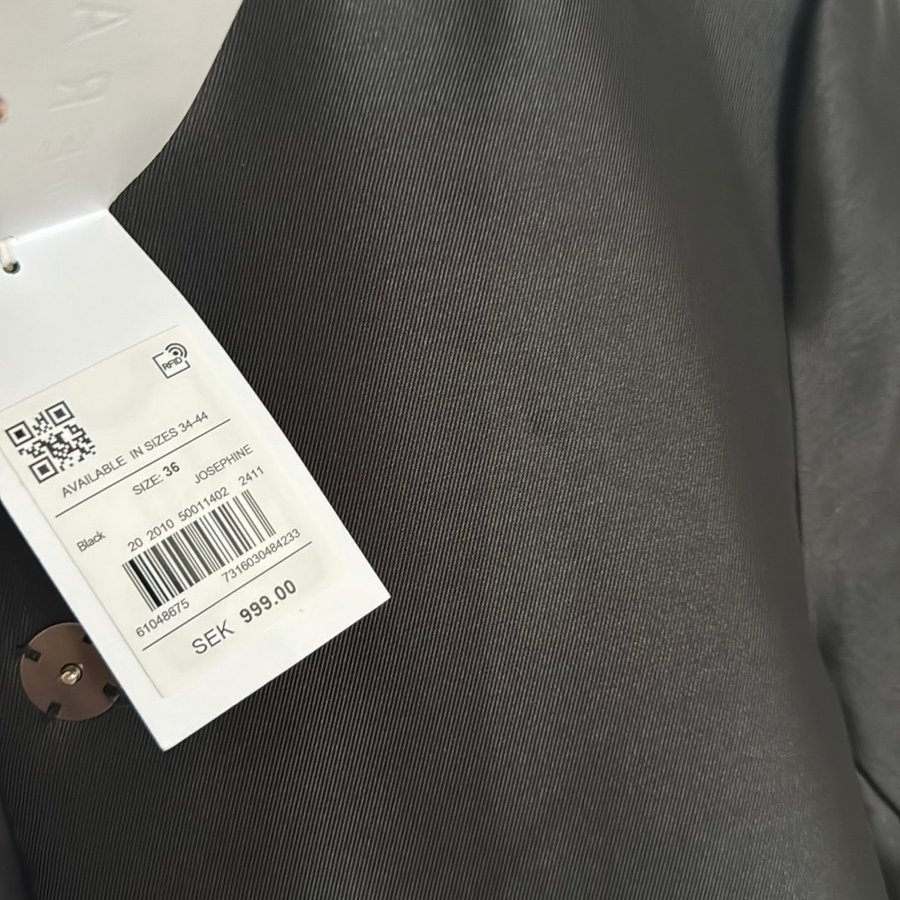 RFID
AVAILABLE IN SIZES 34-44
SIZE: 36
JOSEPHINE
Black
20 2010 50011402 2411
61048675
7316030484233
SEK 999.00